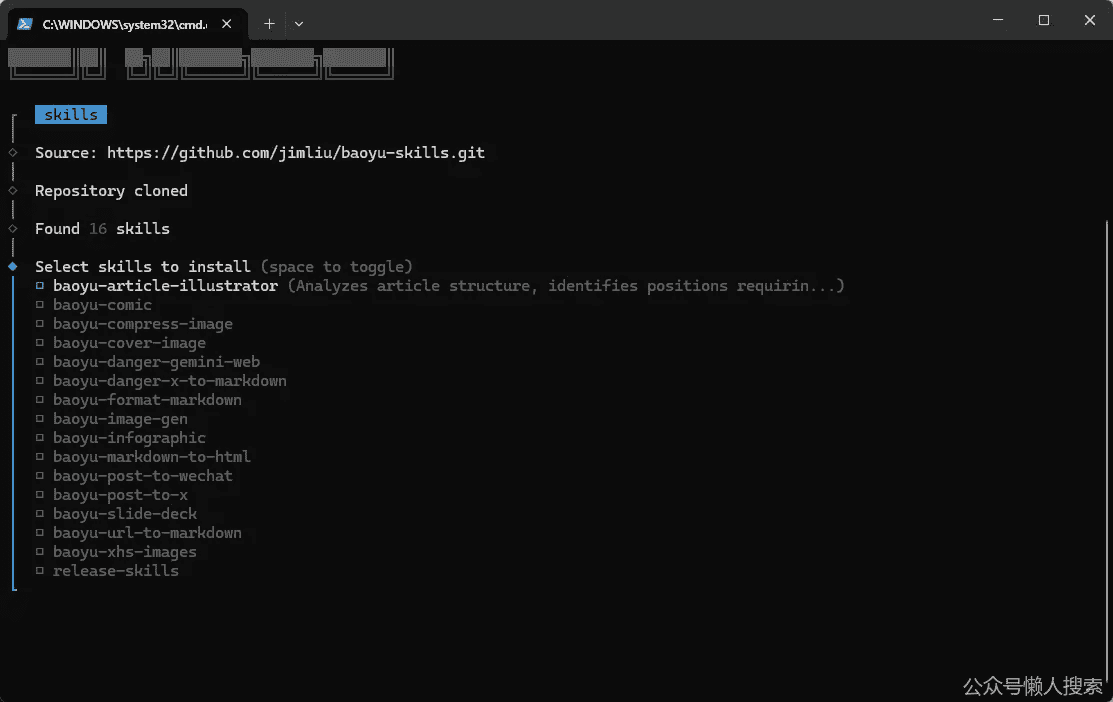 C:\WINDOWS\system32\cmd.
skills
Source: https://github.com/jimliu/baoyu-skills.git
Repository cloned
Found 16 skills
Select skills to install (space to toggle)
baoyu-article-illustrator (Analyzes article structure, identifies positions requirin...)
baoyu-comic
baoyu-compress-image
baoyu-cover-image
baoyu-danger-gemini-web
baoyu-danger-x-to-markdown
baoyu-format-markdown
baoyu-image-gen
baoyu-infographic
baoyu-markdown-to-html
baoyu-post-to-wechat
baoyu-post-to-x
baoyu-slide-deck
baoyu-url-to-markdown
baoyu-xhs-images
release-skills
公众号懒人搜索